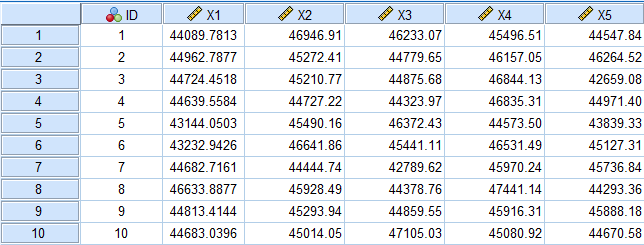 ID X1 X2 X3 X4 X5
1 1 44089.7813 46946.91 46233.07 45496.51 44547.84
2 2 44962.7877 45272.41 44779.65 46157.05 46264.52
3 3 44724.4518 45210.77 44875.68 46844.13 42659.08
4 4 44639.5584 44727.22 44323.97 46835.31 44971.40
5 5 43144.0503 45490.16 46372.43 44573.50 43839.33
6 6 43232.9426 46641.86 45441.11 46531.49 45127.31
7 7 44682.7161 44444.74 42789.62 45970.24 45736.84
8 8 46633.8877 45928.49 44378.76 47441.14 44293.36
9 9 44813.4144 45293.94 44859.55 45916.31 45888.18
10 10 44683.0396 45014.05 47105.03 45080.92 44670.58